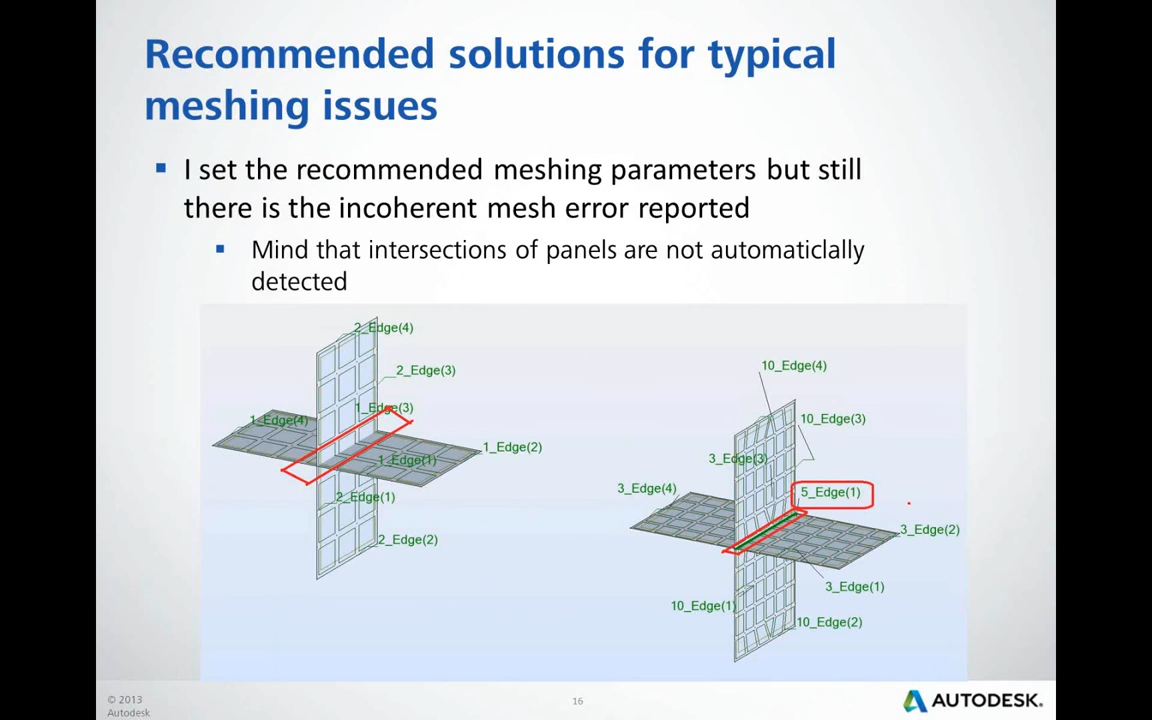 Recommended solutions for typical
meshing issues
I set the recommended meshing parameters but still
there is the incoherent mesh error reported
Mind that intersections of panels are not automaticlally
detected
2_Edge(4)
2_Edge(3)
1_Edge(3)
1_Edge(4)
1_Edge(2)
1_Edge(1)
2_Edge(1)
2_Edge(2)
10_Edge(4)
10_Edge(3)
3_Edge(3)
3_Edge(4)
5_Edge(1)
3_Edge(2)
3_Edge(1)
10_Edge(1)
10_Edge(2)
© 2013
Autodesk
16
AUTODESK.